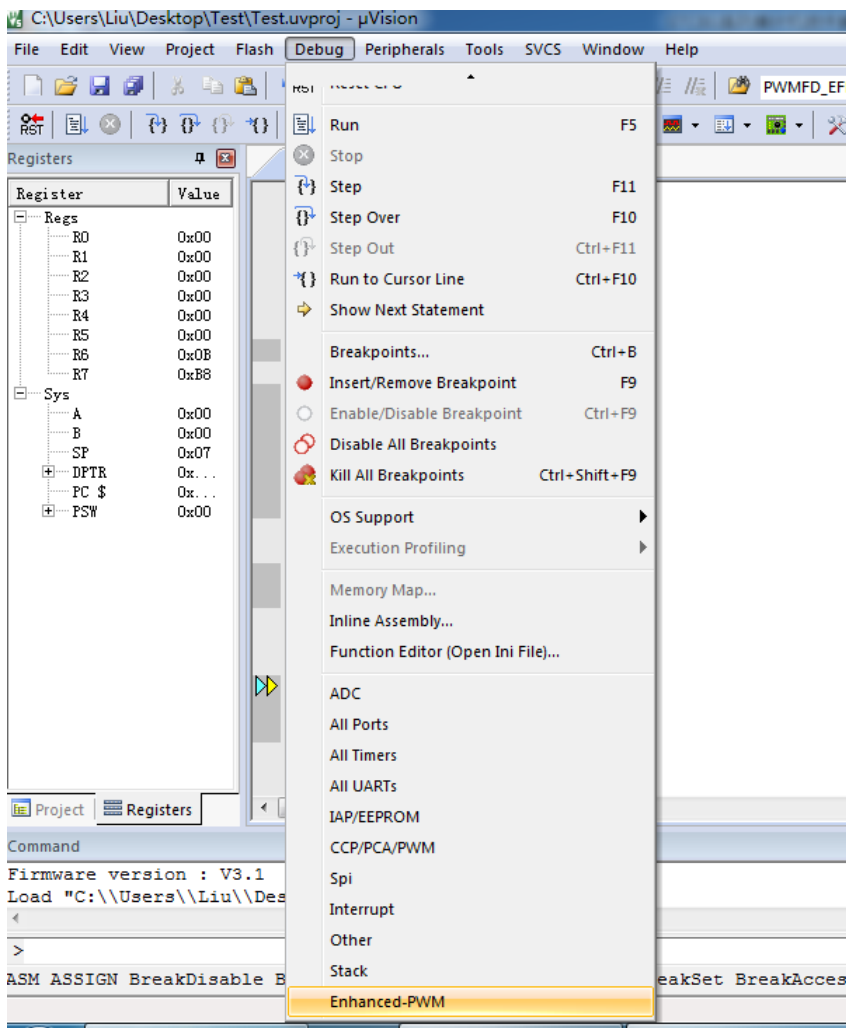 C:\Users\Liu\Desktop\Test\Test.uvproj - µVision
File Edit View Project Flash Debug Peripherals Tools SVCS Window Help
PWMFD_EF
RST
Registers
Register Value
Regs
R0 0x00
R1 0x00
R2 0x00
R3 0x00
R4 0x00
R5 0x00
R6 0x0B
R7 0xB8
Sys
A 0x00
B 0x00
SP 0x07
DPTR 0x...
PC $ 0x...
PSW 0x00
Project Registers
RST
Run F5
Stop
Step F11
Step Over F10
Step Out Ctrl+F11
Run to Cursor Line Ctrl+F10
Show Next Statement
Breakpoints... Ctrl+B
Insert/Remove Breakpoint F9
Enable/Disable Breakpoint Ctrl+F9
Disable All Breakpoints
Kill All Breakpoints Ctrl+Shift+F9
OS Support
Execution Profiling
Memory Map...
Inline Assembly...
Function Editor (Open Ini File)...
ADC
All Ports
All Timers
All UARTs
IAP/EEPROM
CCP/PCA/PWM
Spi
Interrupt
Other
Stack
Enhanced-PWM
Command
Firmware version : V3.1
Load "C:\\Users\\Liu\\Des
>
ASM ASSIGN BreakDisable B eakSet BreakAcces